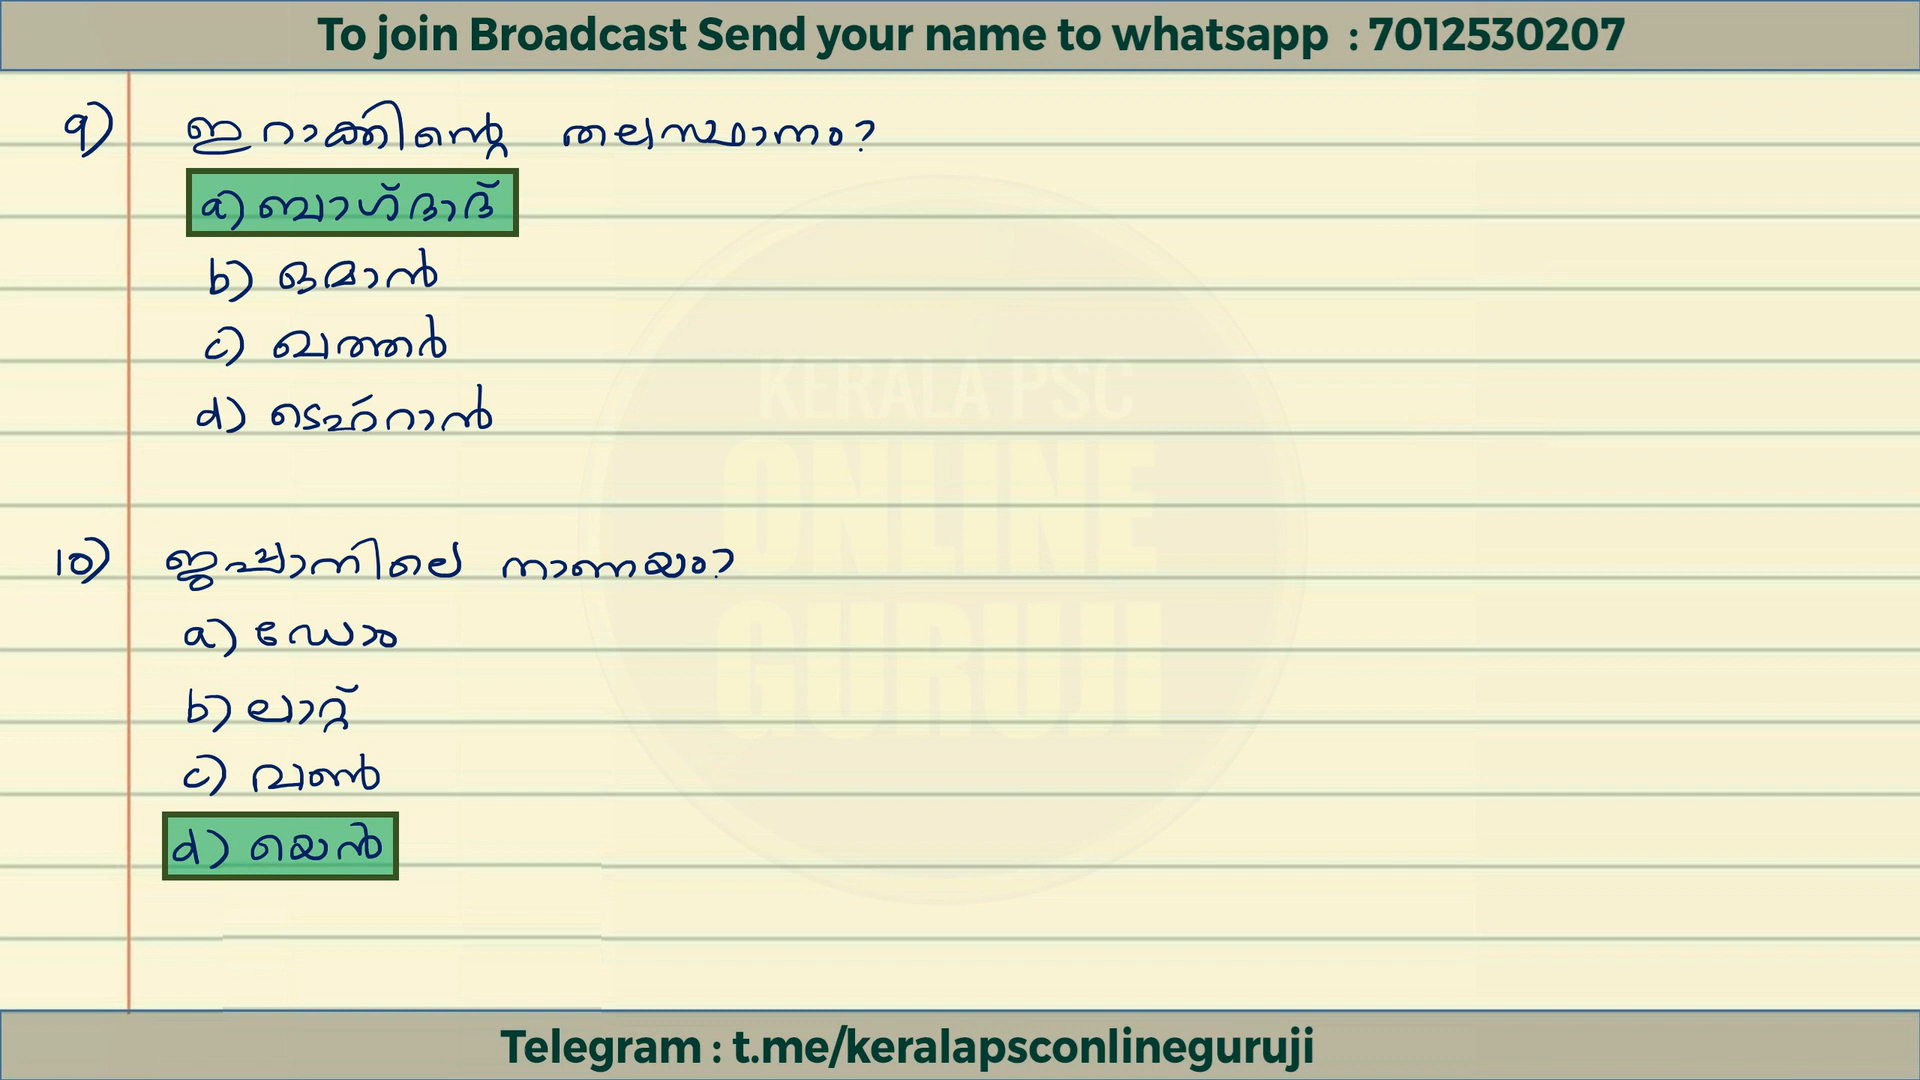 To join Broadcast Send your name to whatsapp : 7012530207
9) ഇറാക്കിന്റെ തലസ്ഥാനം?
a) ബാഗ്ദാദ്
b) ഒമാൻ
c) ഖത്തർ
d) ടെഹ്റാൻ
KERALA PSC
ONLINE
GURUJI
10) ജപ്പാനിലെ നാണയം?
a) ഡോം
b) ലാറ്റ്
c) വൺ
d) യെൻ
Telegram : t.me/keralapsconlineguruji